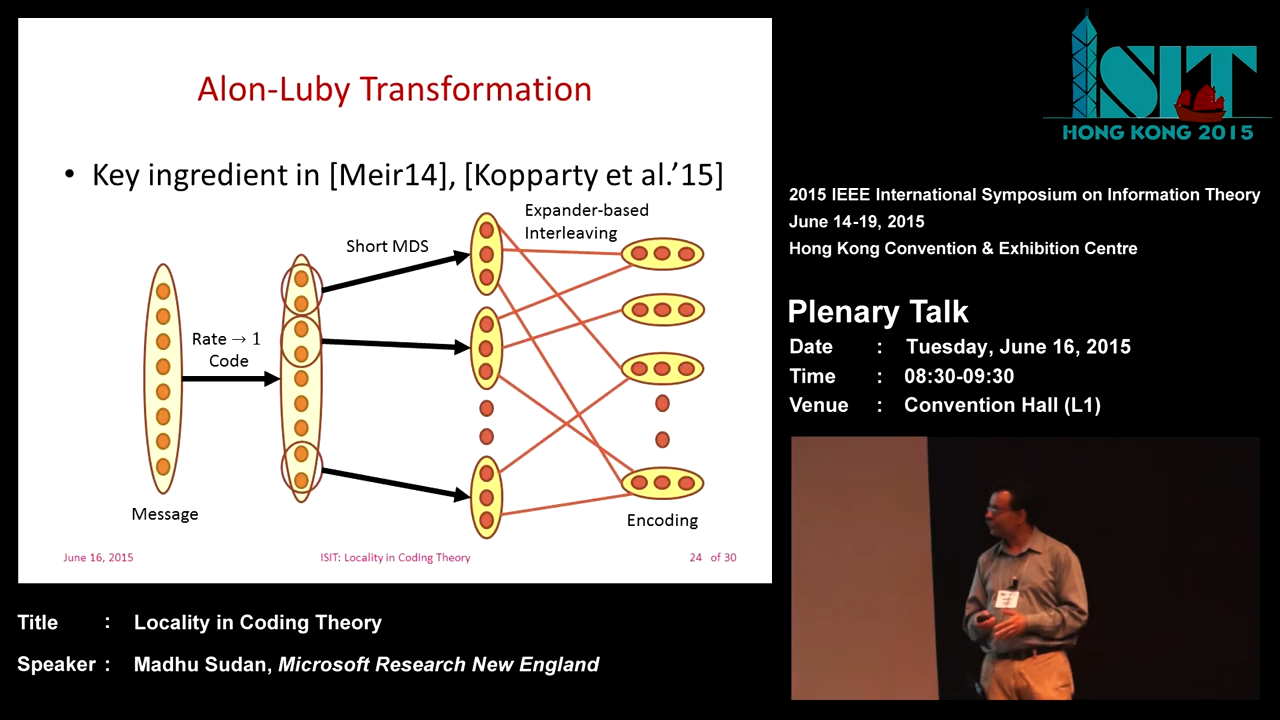 Alon-Luby Transformation
• Key ingredient in [Meir14], [Kopparty et al.'15]
Expander-based
Interleaving
Short MDS
Rate → 1
Code
Message
Encoding
June 16, 2015
ISIT: Locality in Coding Theory
24 of 30
ISIT
HONG KONG 2015
2015 IEEE International Symposium on Information Theory
June 14-19, 2015
Hong Kong Convention & Exhibition Centre
Plenary Talk
Date : Tuesday, June 16, 2015
Time : 08:30-09:30
Venue : Convention Hall (L1)
Title : Locality in Coding Theory
Speaker : Madhu Sudan, Microsoft Research New England